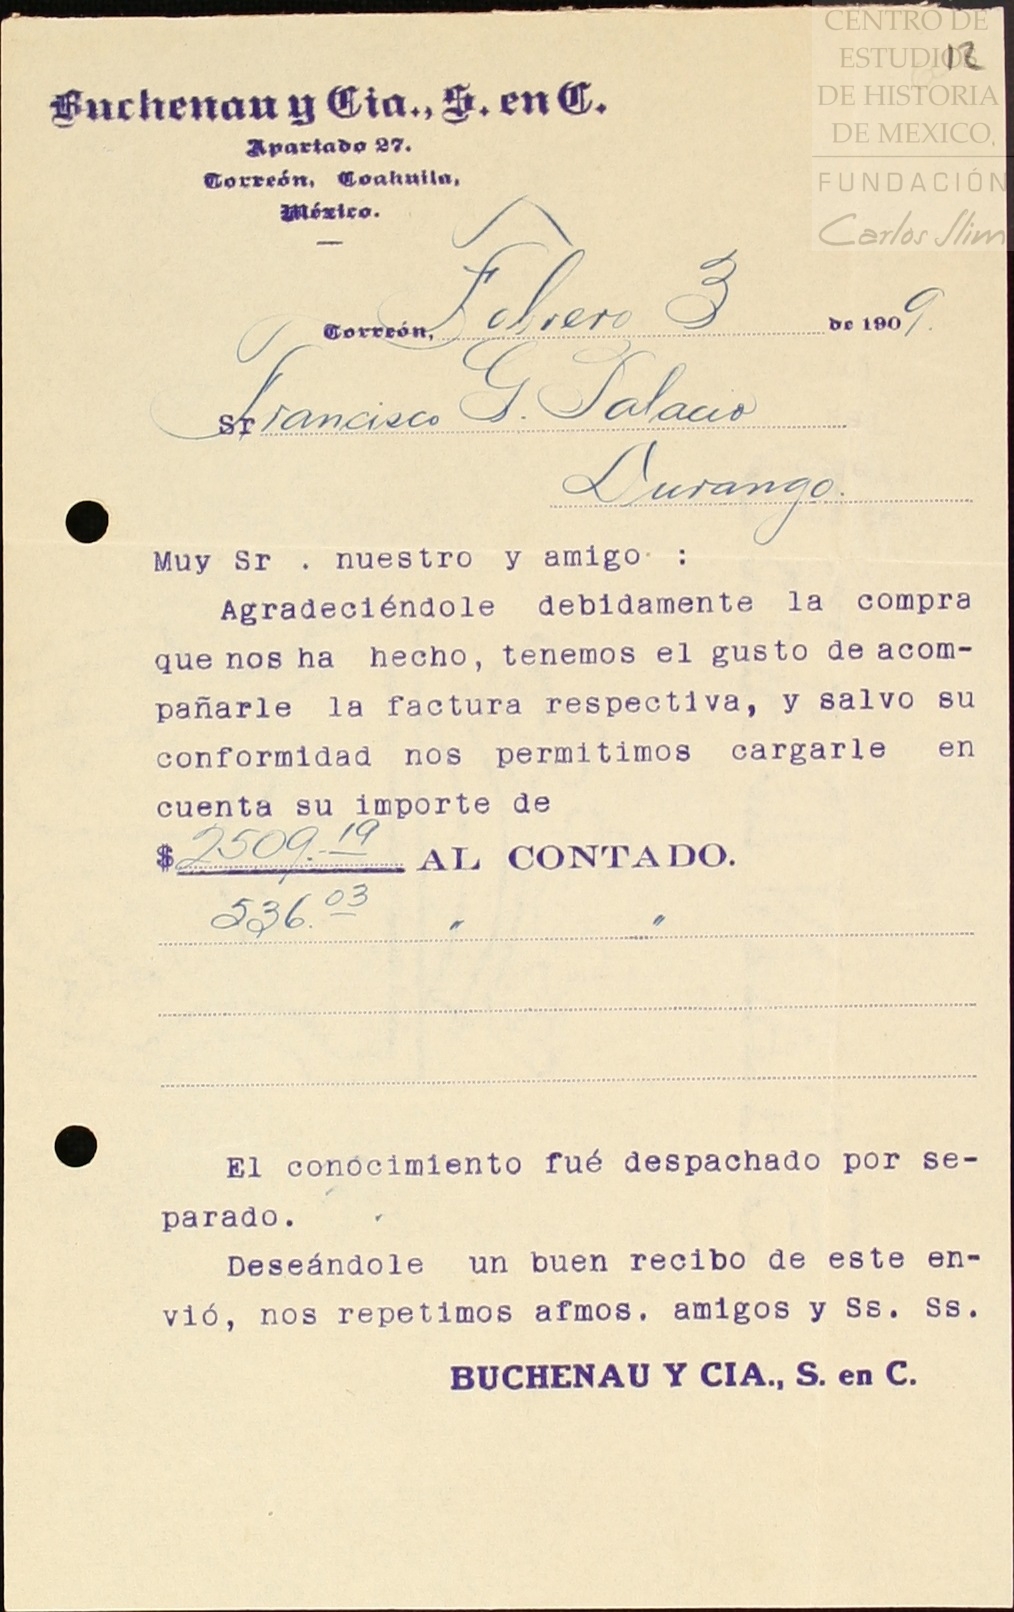 CENTRO DE
ESTUDIOS
DE HISTORIA
DE MEXICO,
FUNDACIÓN
Carlos Slim
12
Buchenau y Cia., S. en C.
Apartado 27.
Torreón, Coahuila,
México.
Torreón, Febrero 3 de 1909.
Sr Francisco G. Palacio
Durango.
Muy Sr . nuestro y amigo :
Agradeciéndole debidamente la compra
que nos ha hecho, tenemos el gusto de acom-
pañarle la factura respectiva, y salvo su
conformidad nos permitimos cargarle en
cuenta su importe de
$ 2509.19 AL CONTADO.
536.03 " "
El conocimiento fué despachado por se-
parado.
Deseándole un buen recibo de este en-
vió, nos repetimos afmos. amigos y Ss. Ss.
BUCHENAU Y CIA., S. en C.